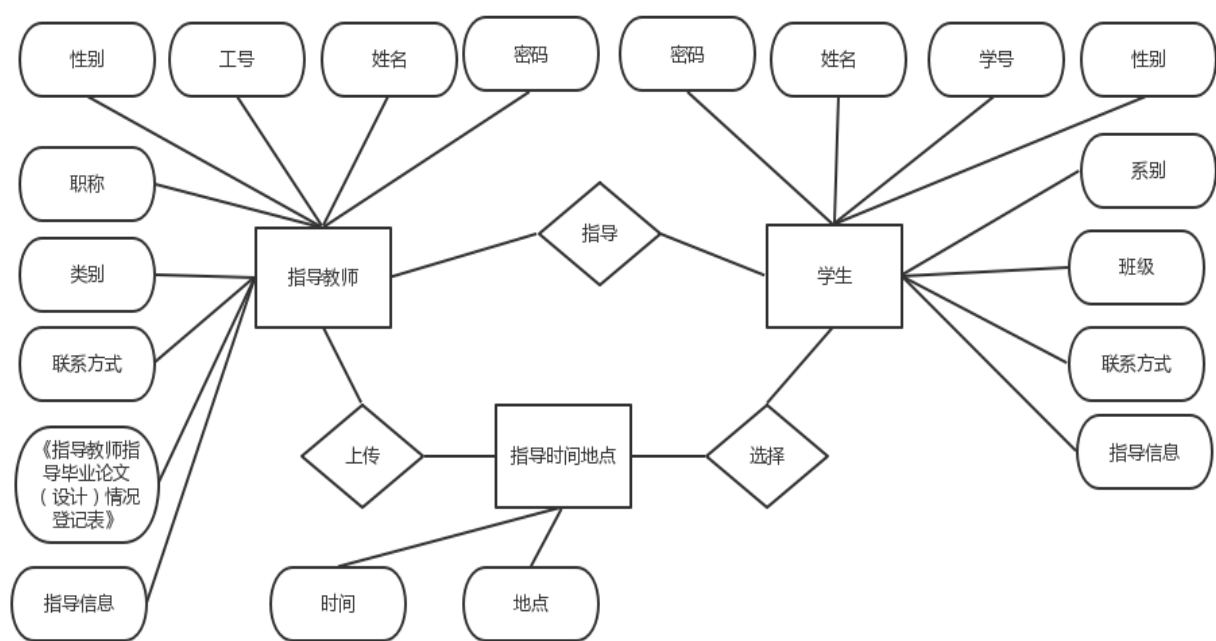 性别
工号
姓名
密码
密码
姓名
学号
性别
职称
系别
指导
类别
指导教师
学生
班级
联系方式
联系方式
《指导教师指
导毕业论文
（设计）情况
登记表》
上传
指导时间地点
选择
指导信息
指导信息
时间
地点